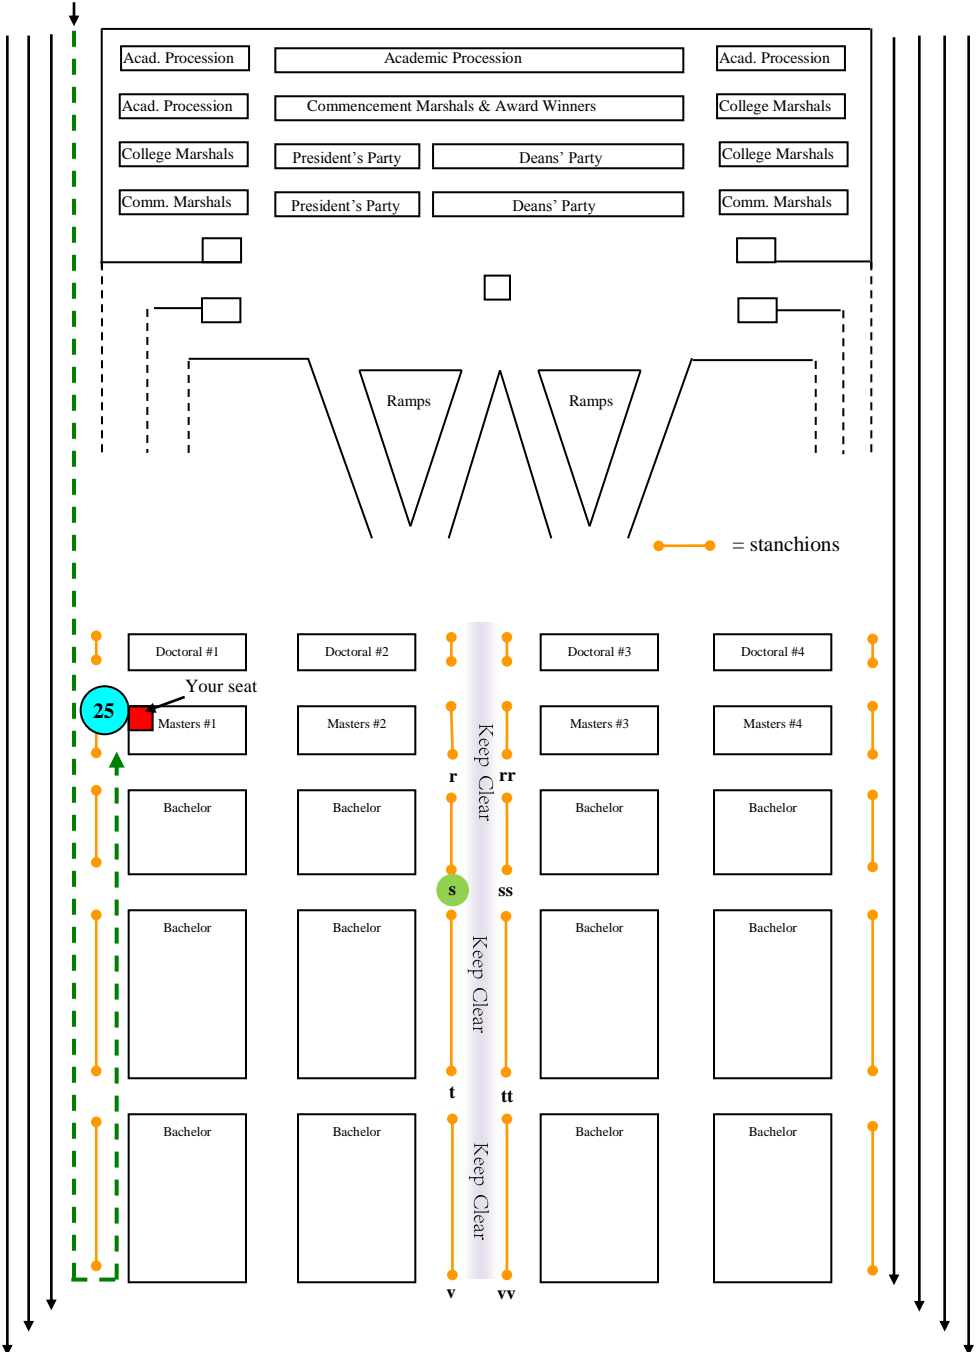 Acad. Procession
Academic Procession
Acad. Procession
Acad. Procession
Commencement Marshals & Award Winners
College Marshals
College Marshals
President’s Party
Deans’ Party
College Marshals
Comm. Marshals
President’s Party
Deans’ Party
Comm. Marshals
Ramps
Ramps
= stanchions
Doctoral #1
Doctoral #2
Doctoral #3
Doctoral #4
Your seat
25
Masters #1
Masters #2
Masters #3
Masters #4
Keep Clear
r
rr
Bachelor
Bachelor
Bachelor
Bachelor
s
ss
Bachelor
Bachelor
Keep Clear
Bachelor
Bachelor
t
tt
Bachelor
Bachelor
Keep Clear
Bachelor
Bachelor
v
vv